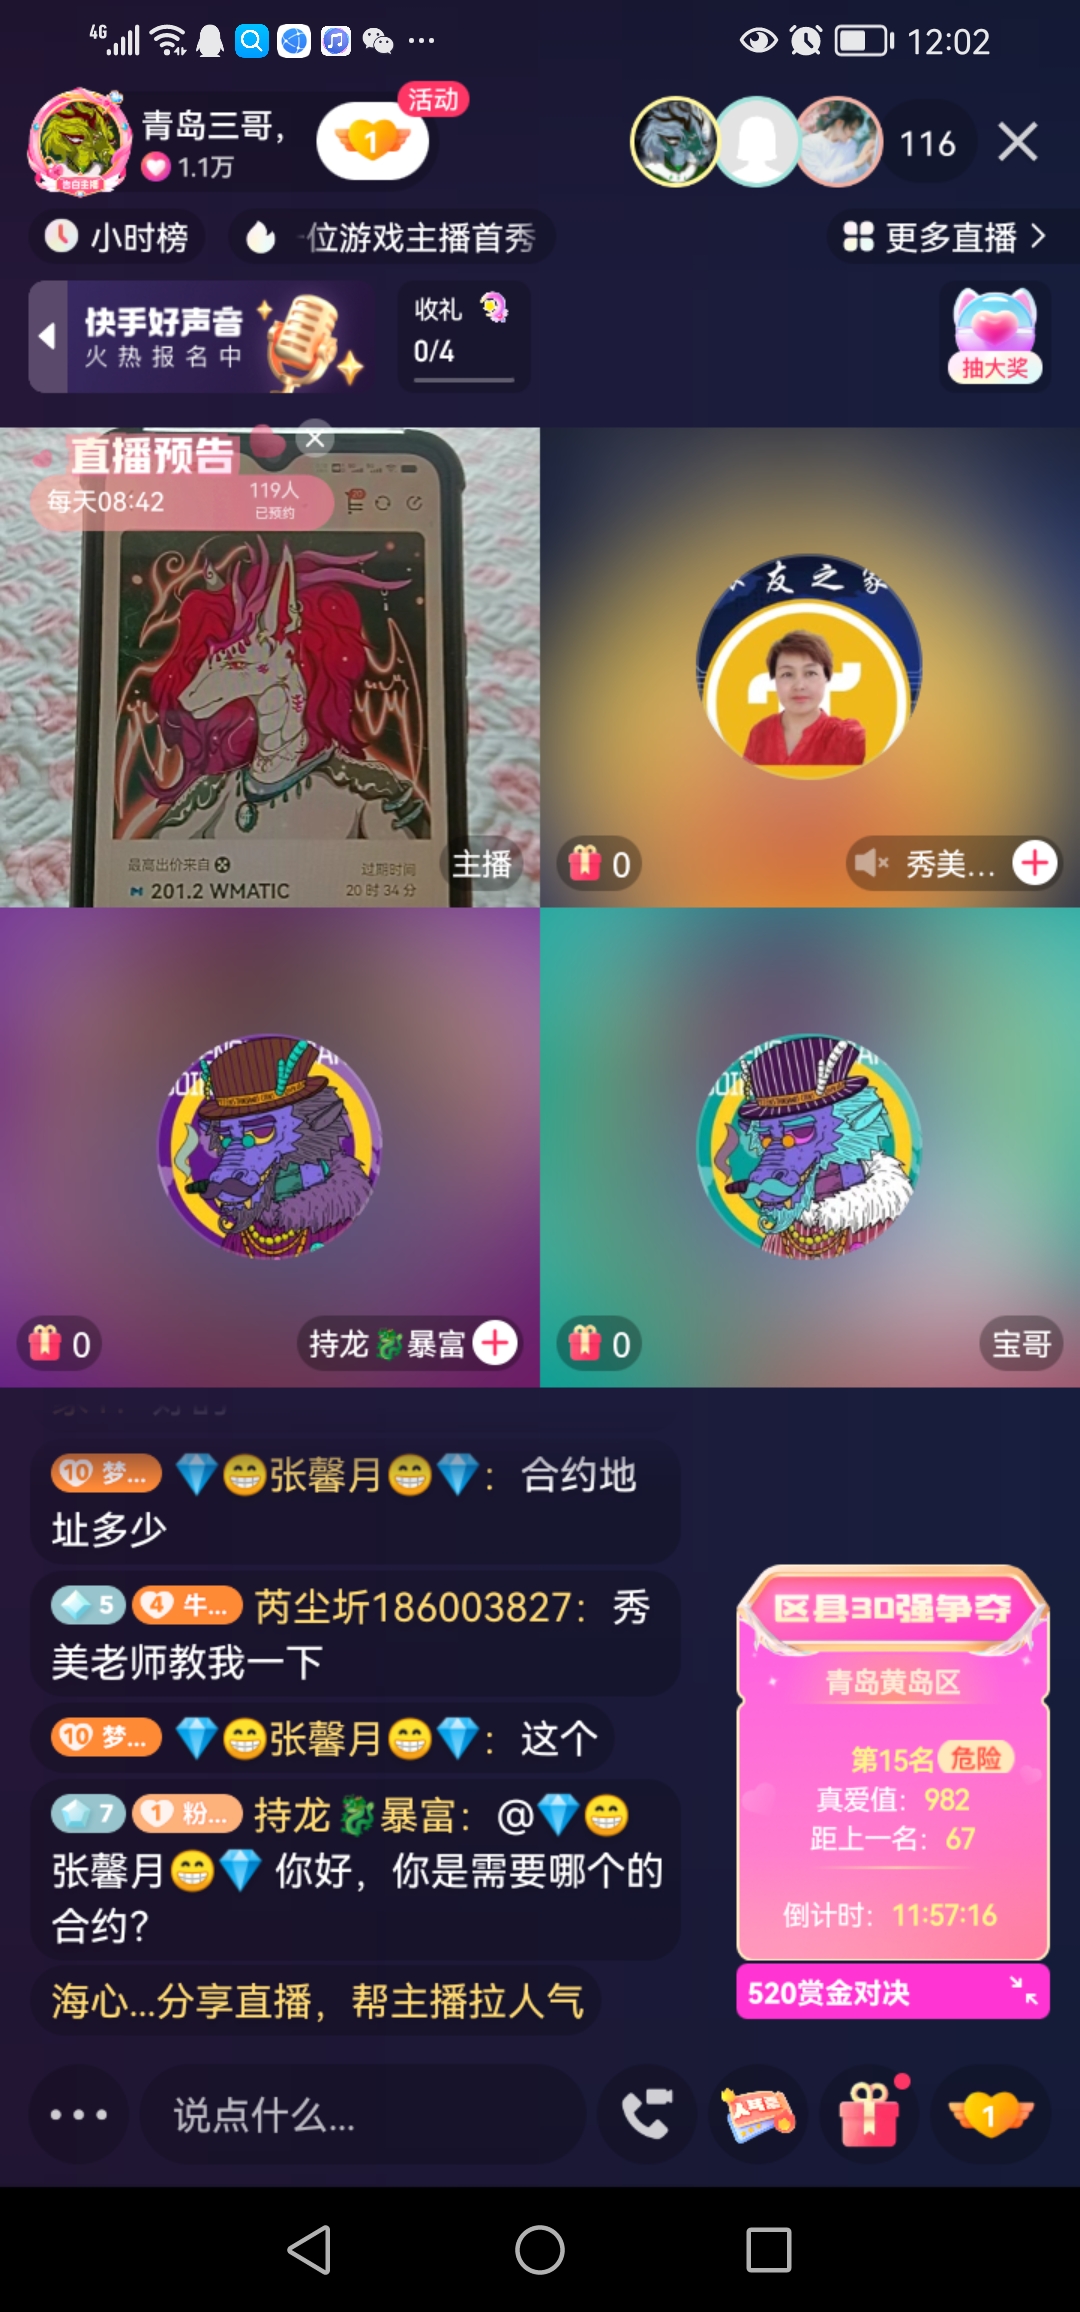 4G
12:02
青岛三哥，
1.1万
1
活动
116
小时榜
一位游戏主播首秀
更多直播
快手好声音
火热报名中
收礼
0/4
抽大奖
直播预告
每天08:42
119人
已预约
最高出价来自
过期时间
201.2 WMATIC
20 时 34 分
主播
友之家
0
秀美...
0
持龙🐉暴富
0
宝哥
10 梦... 💎😁张馨月😁💎：合约地
址多少
5 4 牛... 芮尘圻186003827：秀
美老师教我一下
10 梦... 💎😁张馨月😁💎：这个
7 1 粉... 持龙🐉暴富：@💎😁
张馨月😁💎 你好，你是需要哪个的
合约？
海心...分享直播，帮主播拉人气
区县30强争夺
青岛黄岛区
第15名 危险
真爱值：982
距上一名：67
倒计时：11:57:16
520赏金对决
说点什么...
人气票
1